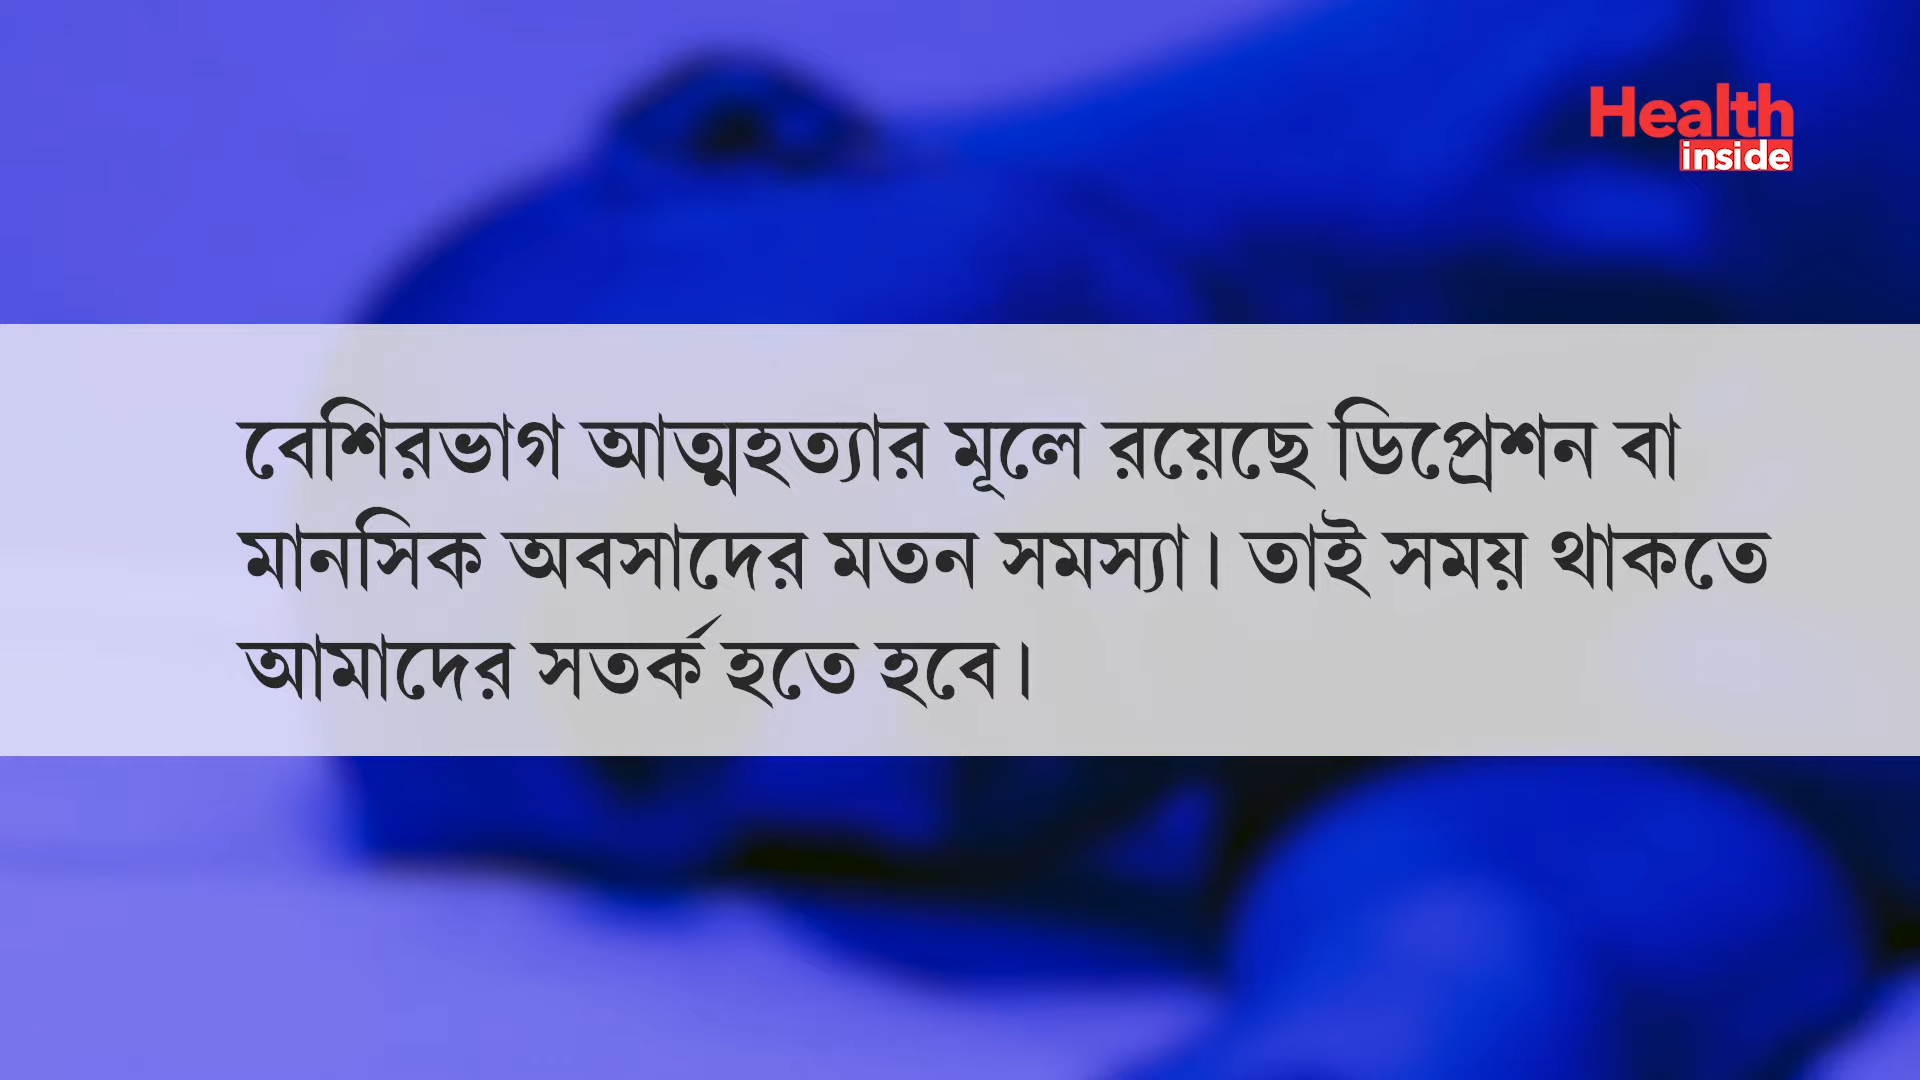 Health
inside
বেশিরভাগ আত্মহত্যার মূলে রয়েছে ডিপ্রেশন বা
মানসিক অবসাদের মতন সমস্যা। তাই সময় থাকতে
আমাদের সতর্ক হতে হবে।